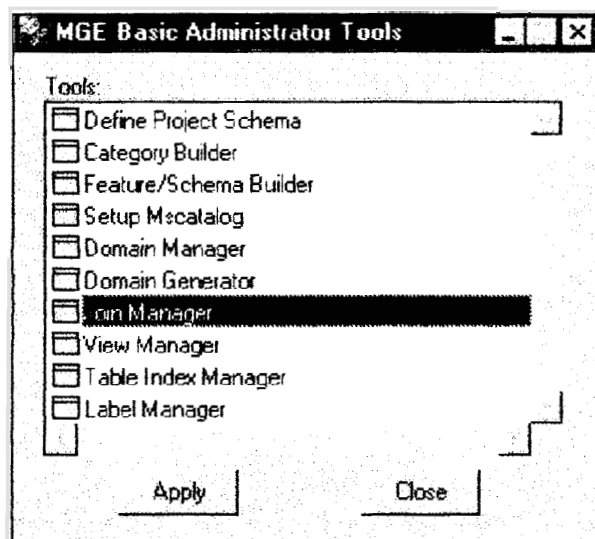 MGE Basic Administrator Tools
Tools:
Define Project Schema
Category Builder
Feature/Schema Builder
Setup Mscatalog
Domain Manager
Domain Generator
Join Manager
View Manager
Table Index Manager
Label Manager
Apply
Close